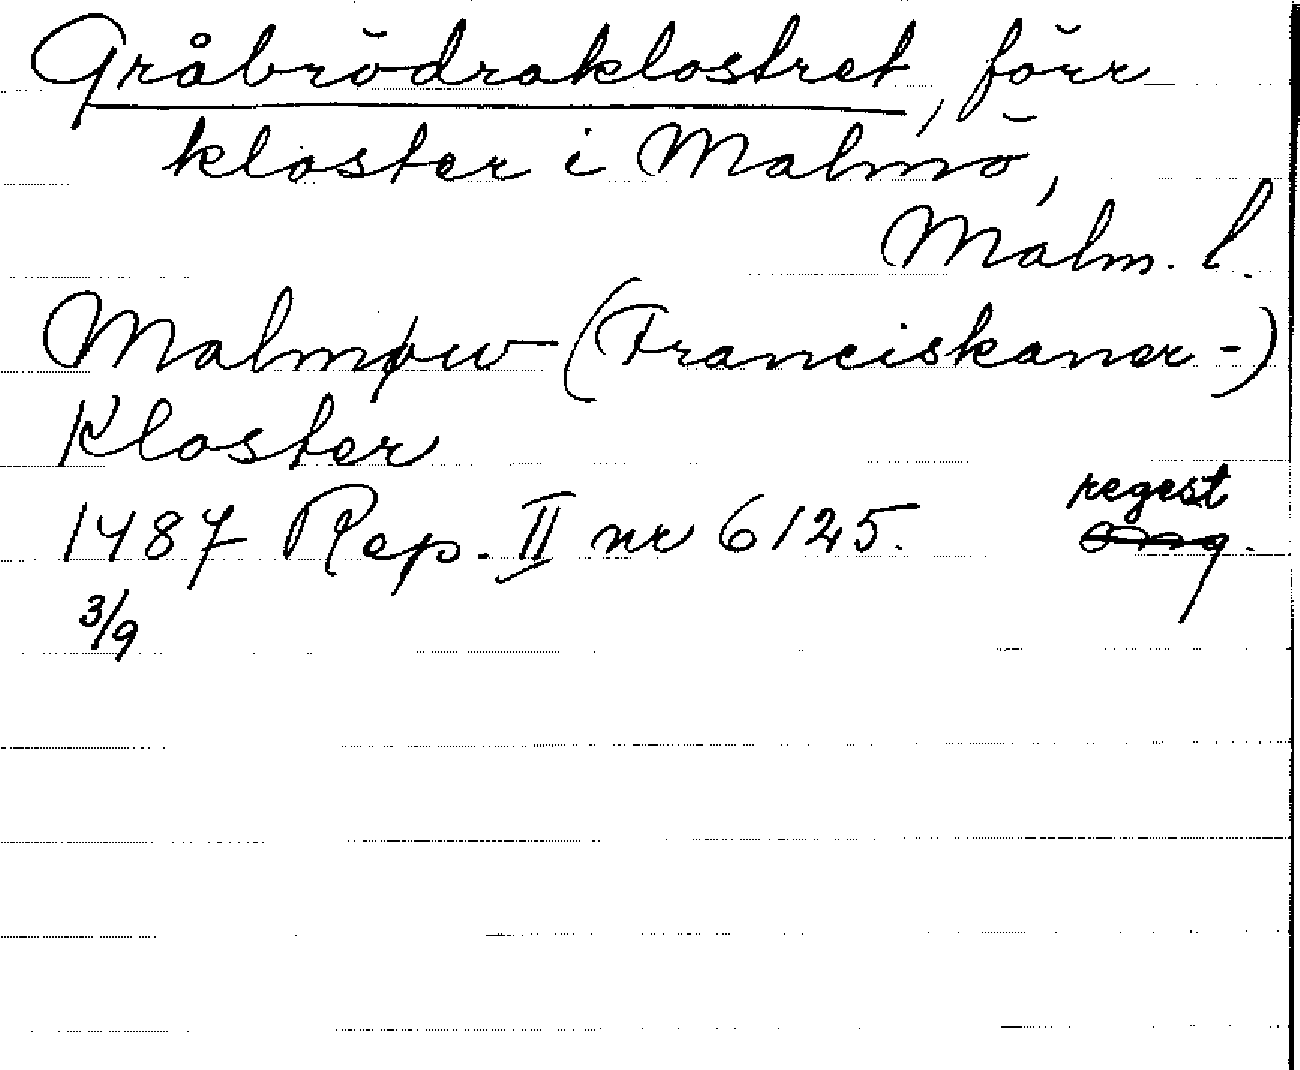 Gråbrödraklostret, förr
kloster i Malmö,
Malm. l.
Malmøw (Franciskaner-)
Kloster
1487 Rep. II nr 6125. regest
3/9